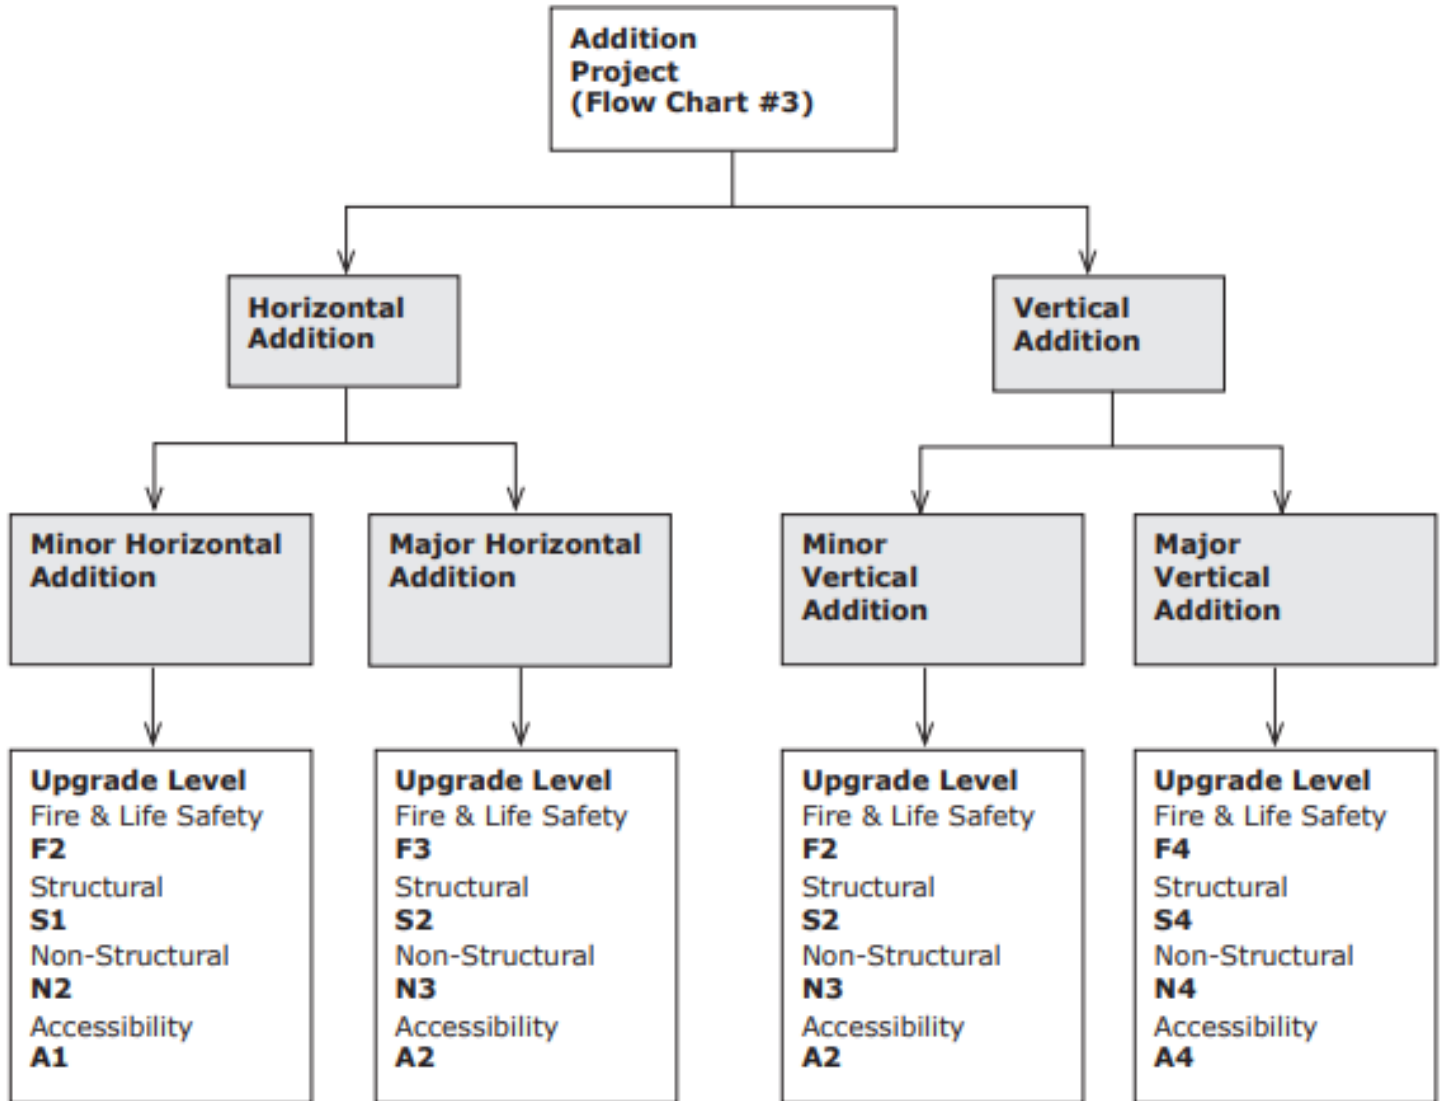 Addition
Project
(Flow Chart #3)
Horizontal
Addition
Vertical
Addition
Minor Horizontal
Addition
Major Horizontal
Addition
Minor
Vertical
Addition
Major
Vertical
Addition
Upgrade Level
Fire & Life Safety
F2
Structural
S1
Non-Structural
N2
Accessibility
A1
Upgrade Level
Fire & Life Safety
F3
Structural
S2
Non-Structural
N3
Accessibility
A2
Upgrade Level
Fire & Life Safety
F2
Structural
S2
Non-Structural
N3
Accessibility
A2
Upgrade Level
Fire & Life Safety
F4
Structural
S4
Non-Structural
N4
Accessibility
A4